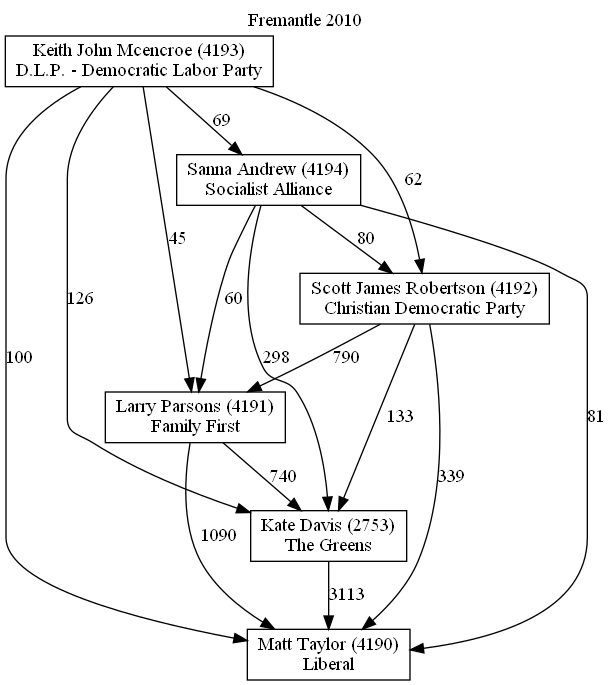 Fremantle 2010
Keith John Mcencroe (4193)
D.L.P. - Democratic Labor Party
69
Sanna Andrew (4194)
Socialist Alliance
62
45
80
126
60
Scott James Robertson (4192)
Christian Democratic Party
100
298
790
Larry Parsons (4191)
Family First
133
81
740
339
1090
Kate Davis (2753)
The Greens
3113
Matt Taylor (4190)
Liberal